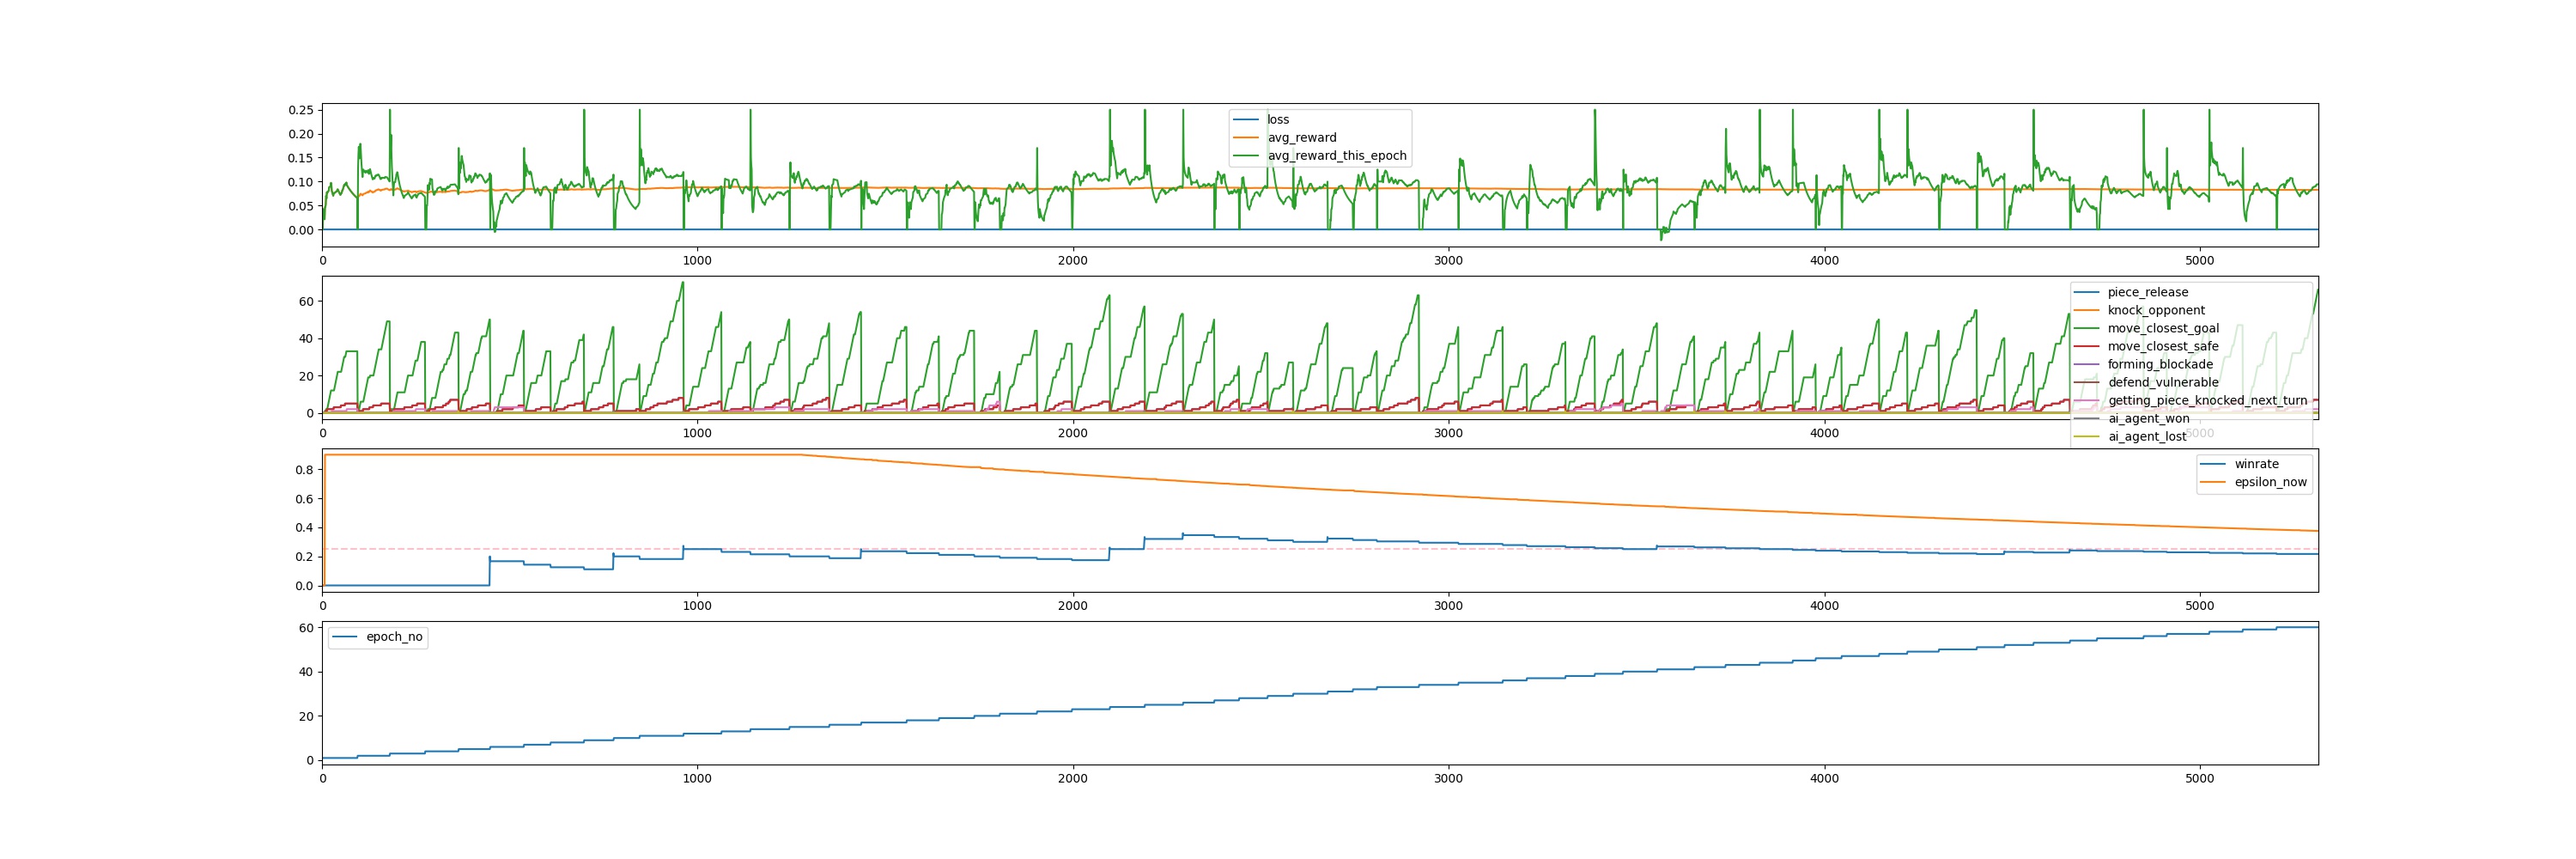 0.25
0.20
0.15
0.10
0.05
0.00
loss
avg_reward
avg_reward_this_epoch
0 1000 2000 3000 4000 5000
60
40
20
0
piece_release
knock_opponent
move_closest_goal
move_closest_safe
forming_blockade
defend_vulnerable
getting_piece_knocked_next_turn
ai_agent_won
ai_agent_lost
0 1000 2000 3000 4000 5000
0.8
0.6
0.4
0.2
0.0
winrate
epsilon_now
0 1000 2000 3000 4000 5000
60
40
20
0
epoch_no
0 1000 2000 3000 4000 5000